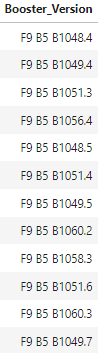 Booster_Version
F9 B5 B1048.4
F9 B5 B1049.4
F9 B5 B1051.3
F9 B5 B1056.4
F9 B5 B1048.5
F9 B5 B1051.4
F9 B5 B1049.5
F9 B5 B1060.2
F9 B5 B1058.3
F9 B5 B1051.6
F9 B5 B1060.3
F9 B5 B1049.7